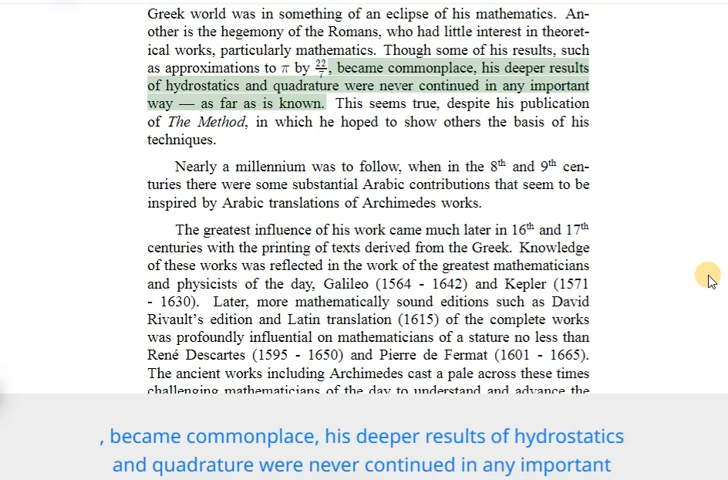 Greek world was in something of an eclipse of his mathematics. An-
other is the hegemony of the Romans, who had little interest in theoret-
ical works, particularly mathematics. Though some of his results, such
as approximations to π by 22/7, became commonplace, his deeper results
of hydrostatics and quadrature were never continued in any important
way — as far as is known. This seems true, despite his publication
of The Method, in which he hoped to show others the basis of his
techniques.
Nearly a millennium was to follow, when in the 8th and 9th cen-
turies there were some substantial Arabic contributions that seem to be
inspired by Arabic translations of Archimedes works.
The greatest influence of his work came much later in 16th and 17th
centuries with the printing of texts derived from the Greek. Knowledge
of these works was reflected in the work of the greatest mathematicians
and physicists of the day, Galileo (1564 - 1642) and Kepler (1571
- 1630). Later, more mathematically sound editions such as David
Rivault's edition and Latin translation (1615) of the complete works
was profoundly influential on mathematicians of a stature no less than
René Descartes (1595 - 1650) and Pierre de Fermat (1601 - 1665).
The ancient works including Archimedes cast a pale across these times
challenging mathematicians of the day to understand and advance the
, became commonplace, his deeper results of hydrostatics
and quadrature were never continued in any important